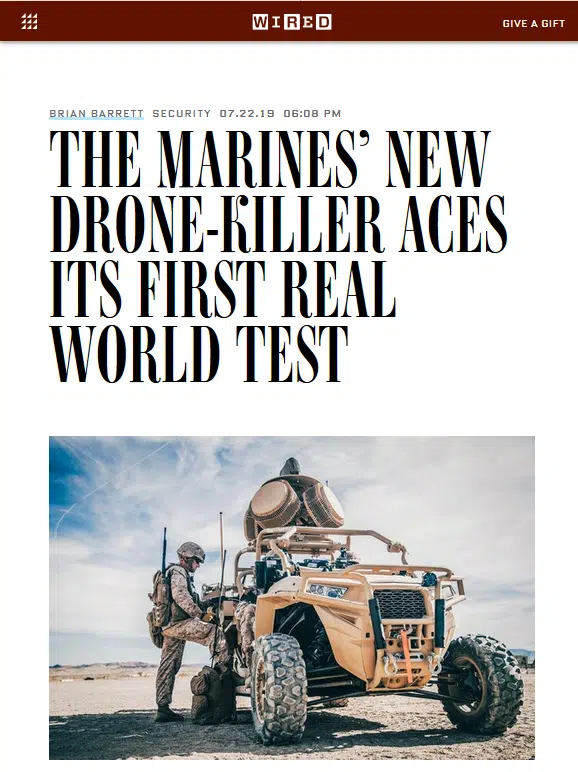 WIRED
GIVE A GIFT
BRIAN BARRETT SECURITY 07.22.19 06:08 PM
THE MARINES’ NEW
DRONE-KILLER ACES
ITS FIRST REAL
WORLD TEST